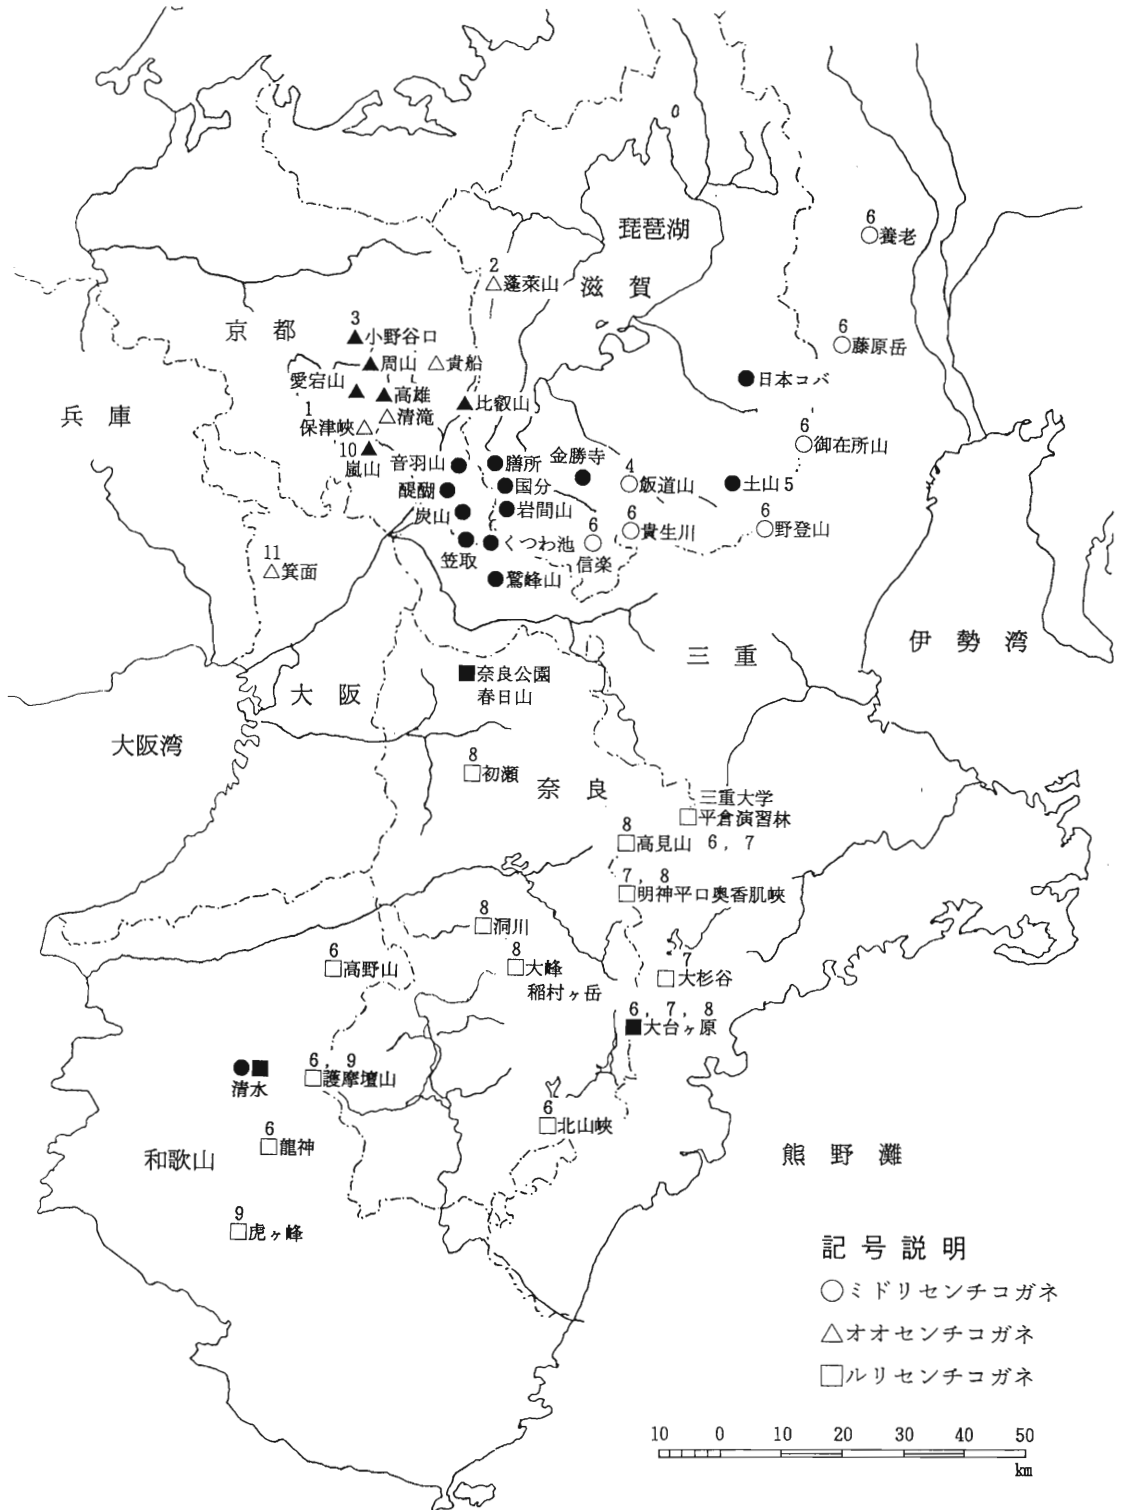 琵琶湖
6
○養老
2
△蓬萊山
滋 賀
京 都
3
▲小野谷口
6
○藤原岳
▲周山
△貴船
愛宕山
▲
▲高雄
●日本コバ
兵 庫
▲比叡山
1
△清滝
保津峡△
6
○御在所山
10▲
嵐山
音羽山●
●膳所
金勝寺
●
4
○飯道山
●土山 5
醍醐●
●国分
炭山●
●岩間山
6
○貴生川
6
○野登山
●
笠取
●くつわ池
6
○
信楽
11
△箕面
●鷲峰山
三 重
伊 勢 湾
■奈良公園
春日山
大 阪
大阪湾
8
□初瀬
奈 良
三重大学
□平倉演習林
6, 7
8
□高見山
7, 8
□明神平口奥香肌峡
8
□洞川
6
□高野山
8
□大峰
稲村ヶ岳
7
□大杉谷
6, 7, 8
■大台ヶ原
●■
清水
6, 9
□護摩壇山
6
□北山峡
6
□龍神
和歌山
熊 野 灘
9
□虎ヶ峰
記 号 説 明
○ミドリセンチコガネ
△オオセンチコガネ
□ルリセンチコガネ
10 0 10 20 30 40 50
km